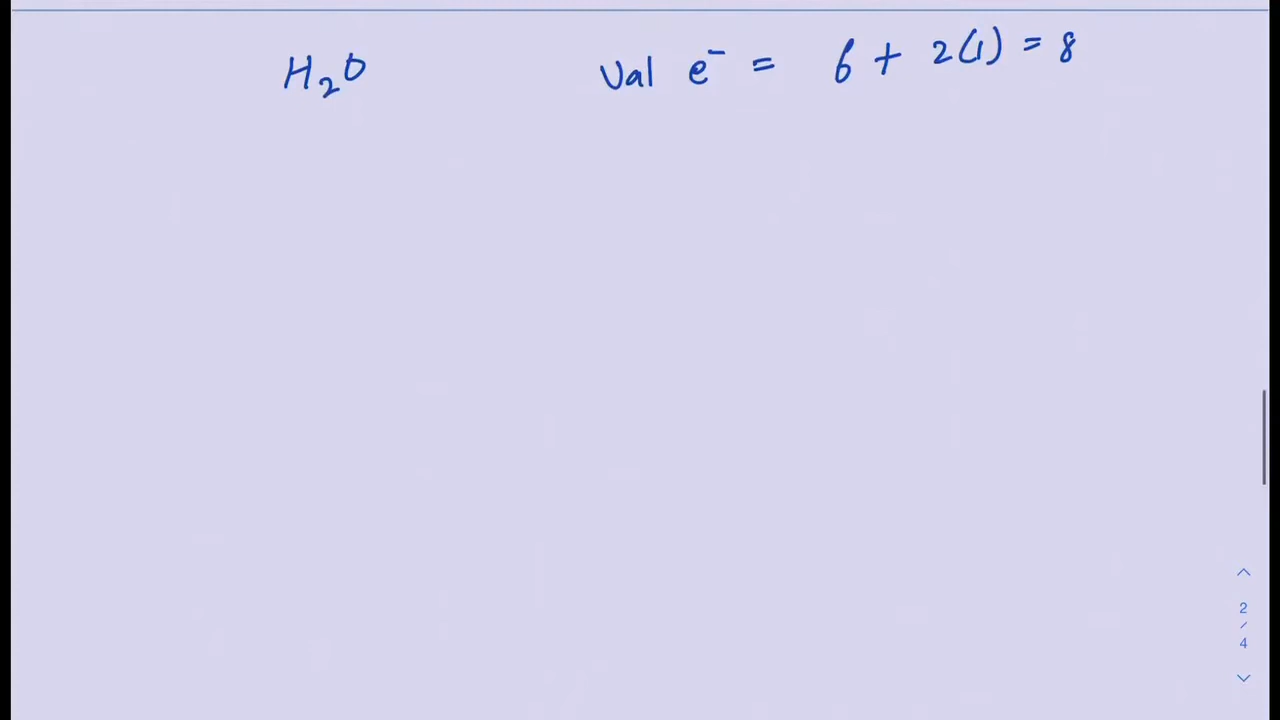 H₂O Val e⁻ = 6 + 2(1) = 8
2
/
4